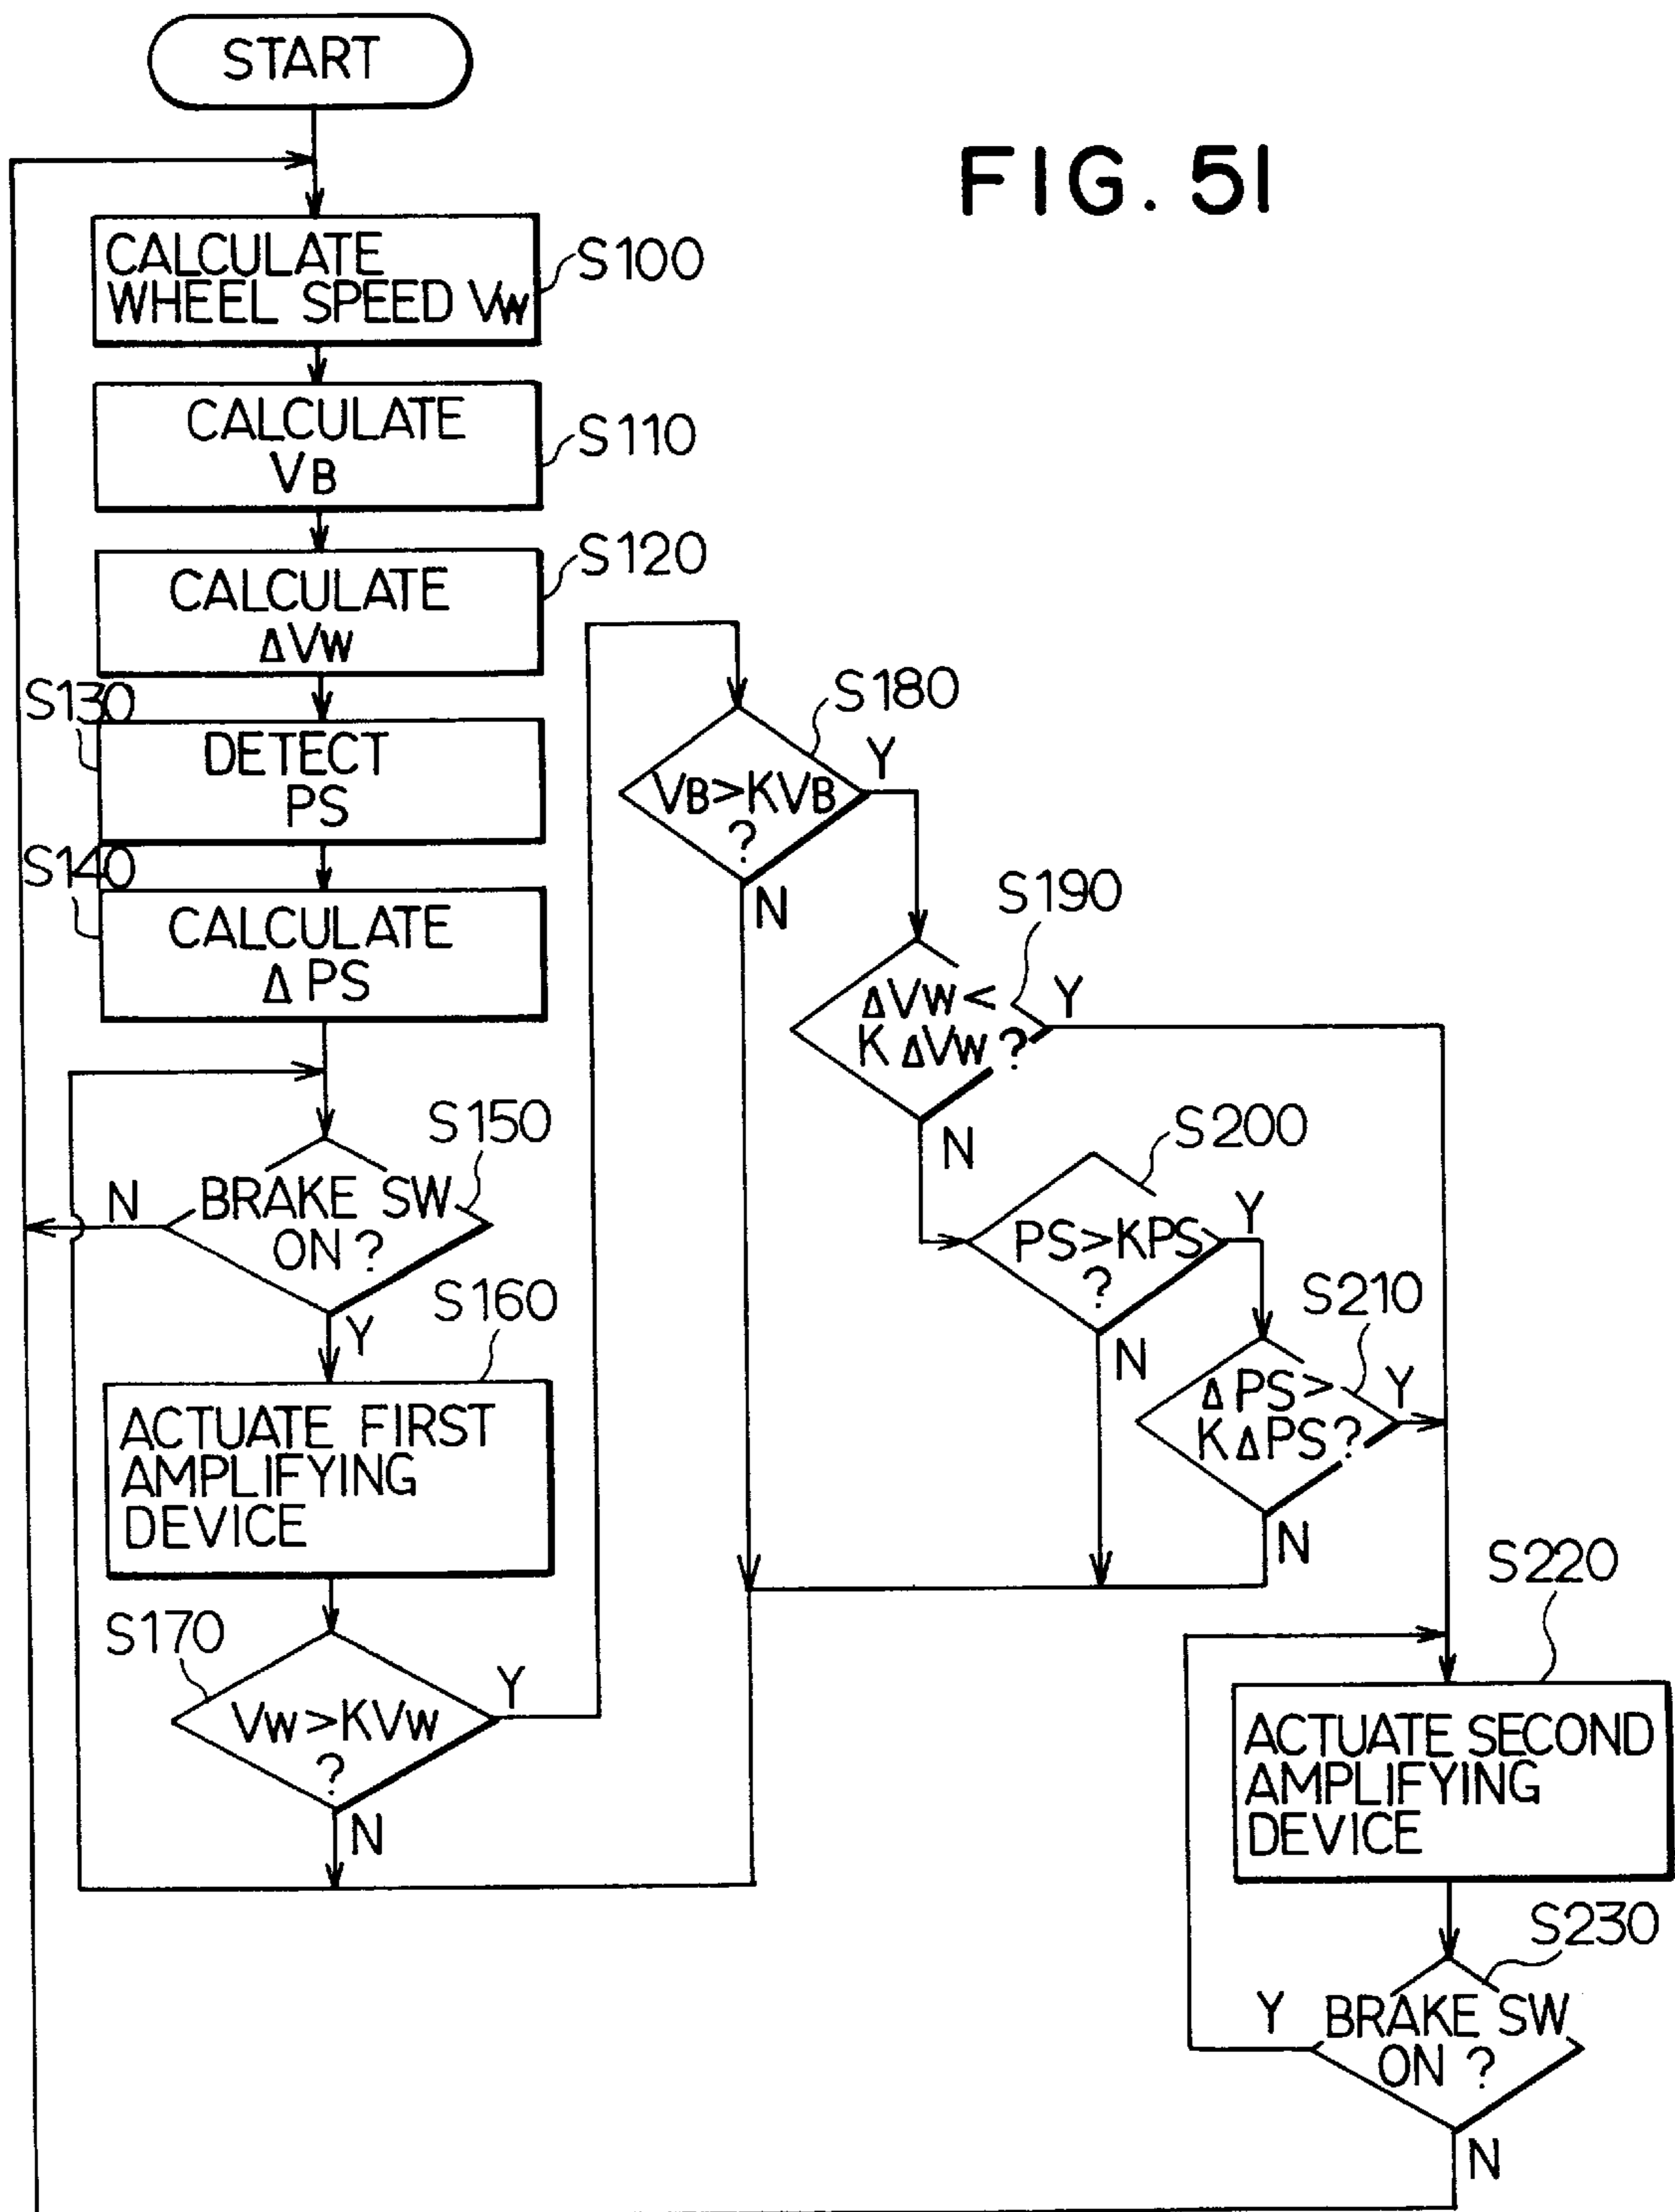 START
FIG. 51
CALCULATE
WHEEL SPEED VW
S100
CALCULATE
VB
S110
CALCULATE
ΔVW
S120
S130
DETECT
PS
S140
CALCULATE
Δ PS
S150
BRAKE SW
ON ?
N
Y
S160
ACTUATE FIRST
AMPLIFYING
DEVICE
S170
VW>KVW
?
Y
N
S180
VB>KVB
?
Y
N
S190
ΔVW<
KΔVW ?
Y
N
S200
PS>KPS
?
Y
N
S210
ΔPS>
KΔPS?
Y
N
S220
ACTUATE SECOND
AMPLIFYING
DEVICE
S230
BRAKE SW
ON ?
Y
N